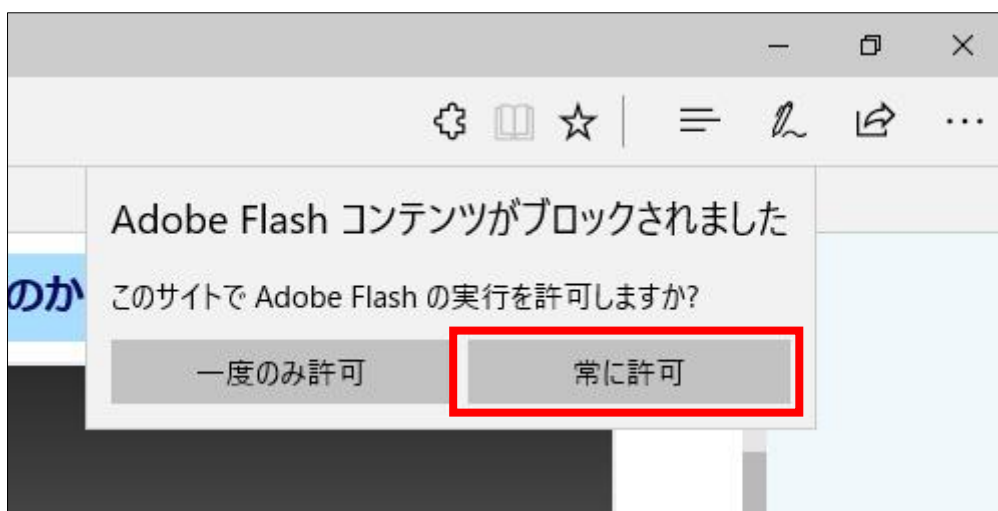 Adobe Flash コンテンツがブロックされました
のか
このサイトで Adobe Flash の実行を許可しますか?
一度のみ許可
常に許可